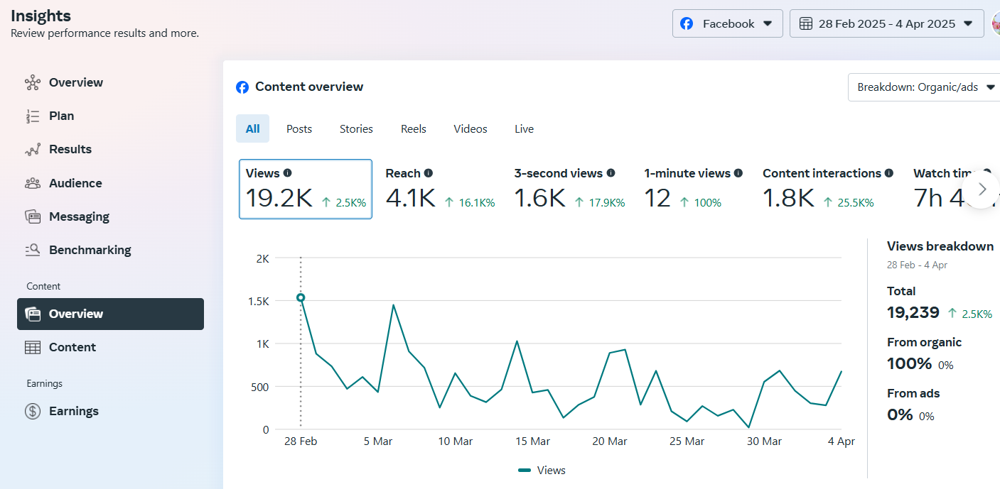 Insights
Review performance results and more.
Facebook
28 Feb 2025 - 4 Apr 2025
Overview
Plan
Results
Audience
Messaging
Benchmarking
Content
Overview
Content
Earnings
Earnings
Content overview
Breakdown: Organic/ads
All Posts Stories Reels Videos Live
Views
19.2K ↑ 2.5K%
Reach
4.1K ↑ 16.1K%
3-second views
1.6K ↑ 17.9K%
1-minute views
12 ↑ 100%
Content interactions
1.8K ↑ 25.5K%
Watch
7h
2K
1.5K
1K
500
0
28 Feb 5 Mar 10 Mar 15 Mar 20 Mar 25 Mar 30 Mar 4 Apr
Views
Views breakdown
28 Feb - 4 Apr
Total
19,239 ↑ 2.5K%
From organic
100% 0%
From ads
0% 0%